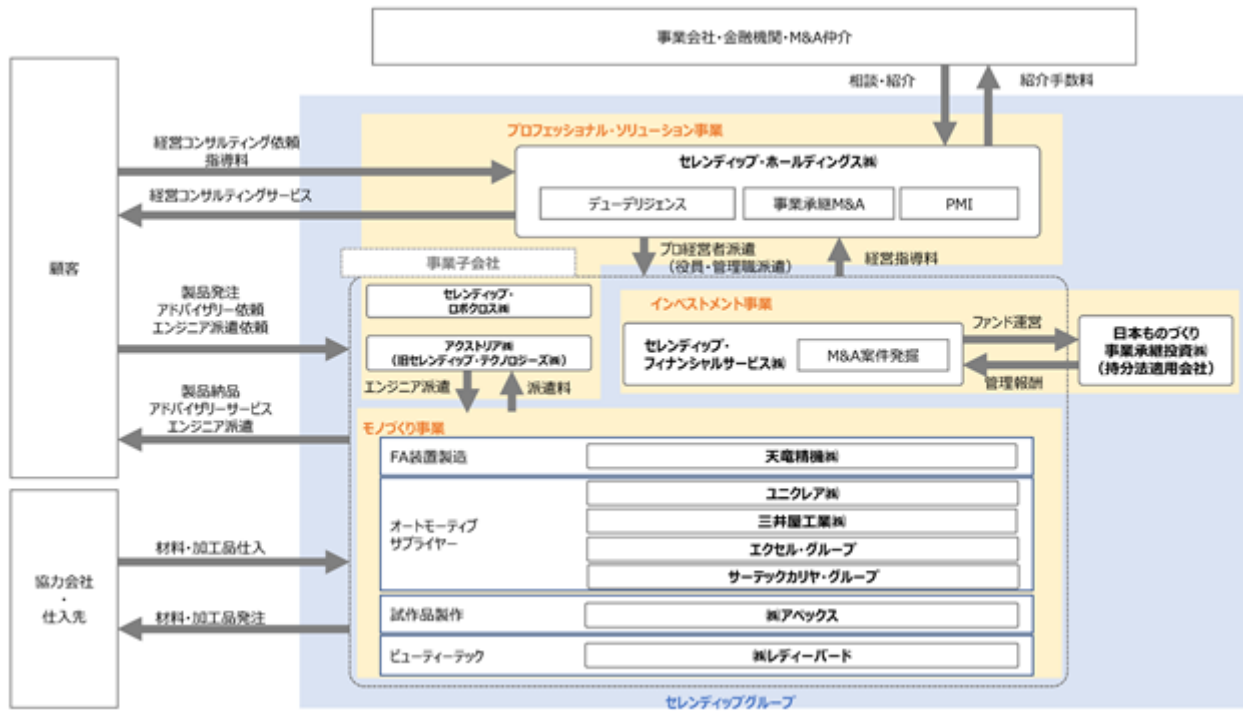 事業会社・金融機関・M&A仲介
相談・紹介
紹介手数料
顧客
経営コンサルティング依頼
指導料
経営コンサルティングサービス
プロフェッショナル・ソリューション事業
セレンディップ・ホールディングス㈱
デューデリジェンス
事業承継M&A
PMI
プロ経営者派遣
(役員・管理職派遣)
経営指導料
事業子会社
セレンディップ・
ロボクロス㈱
アクストリア㈱
(旧セレンディップ・テクノロジーズ㈱)
エンジニア派遣
派遣料
インベストメント事業
セレンディップ・
フィナンシャルサービス㈱
M&A案件発掘
ファンド運営
管理報酬
日本ものづくり
事業承継投資㈱
(持分法適用会社)
製品発注
アドバイザリー依頼
エンジニア派遣依頼
製品納品
アドバイザリーサービス
エンジニア派遣
モノづくり事業
FA装置製造
天竜精機㈱
オートモーティブ
サプライヤー
ユニクレア㈱
三井屋工業㈱
エクセル・グループ
サーテックカリヤ・グループ
試作品製作
㈱アペックス
ビューティーテック
㈱レディーバード
協力会社
・
仕入先
材料・加工品仕入
材料・加工品発注
セレンディップグループ